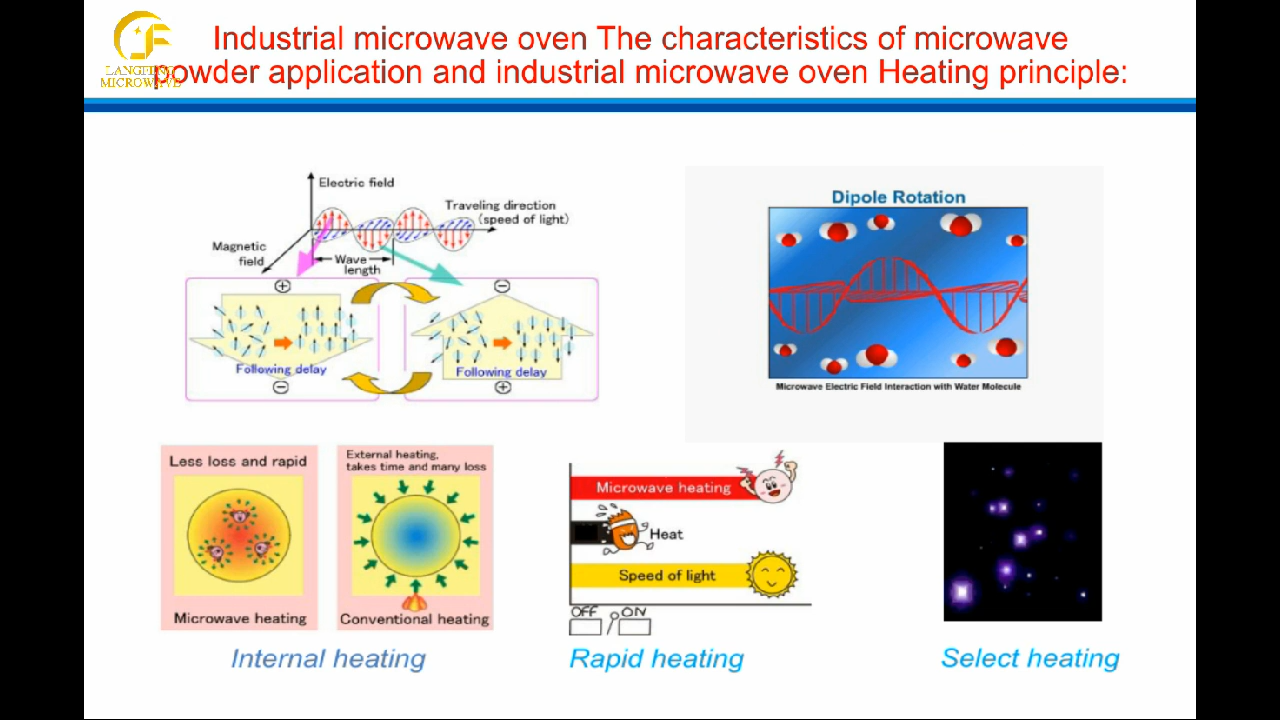 Industrial microwave oven The characteristics of microwave
powder application and industrial microwave oven Heating principle:
LANGFENG
MICROWAVE
Electric field
Traveling direction
(speed of light)
Magnetic
field
Wave
length
+
−
Following delay
Following delay
−
+
Dipole Rotation
Microwave Electric Field Interaction with Water Molecule
Less loss and rapid
Microwave heating
External heating,
takes time and many loss
Conventional heating
Microwave heating
Heat
Speed of light
OFF ON
Internal heating
Rapid heating
Select heating